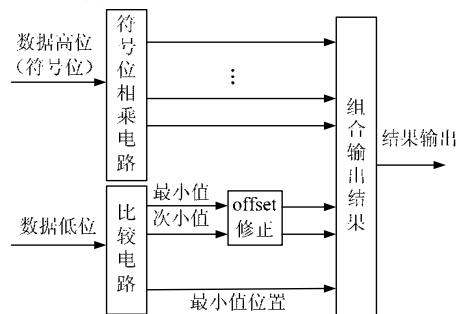 数据高位
（符号位）
符号位相乘电路
⋮
组合输出结果
结果输出
数据低位
比较电路
最小值
次小值
offset
修正
最小值位置